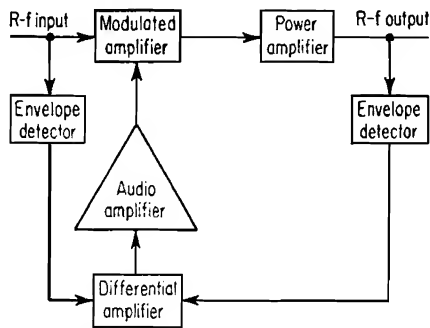 R-f input
Modulated
amplifier
Power
amplifier
R-f output
Envelope
detector
Envelope
detector
Audio
amplifier
Differential
amplifier